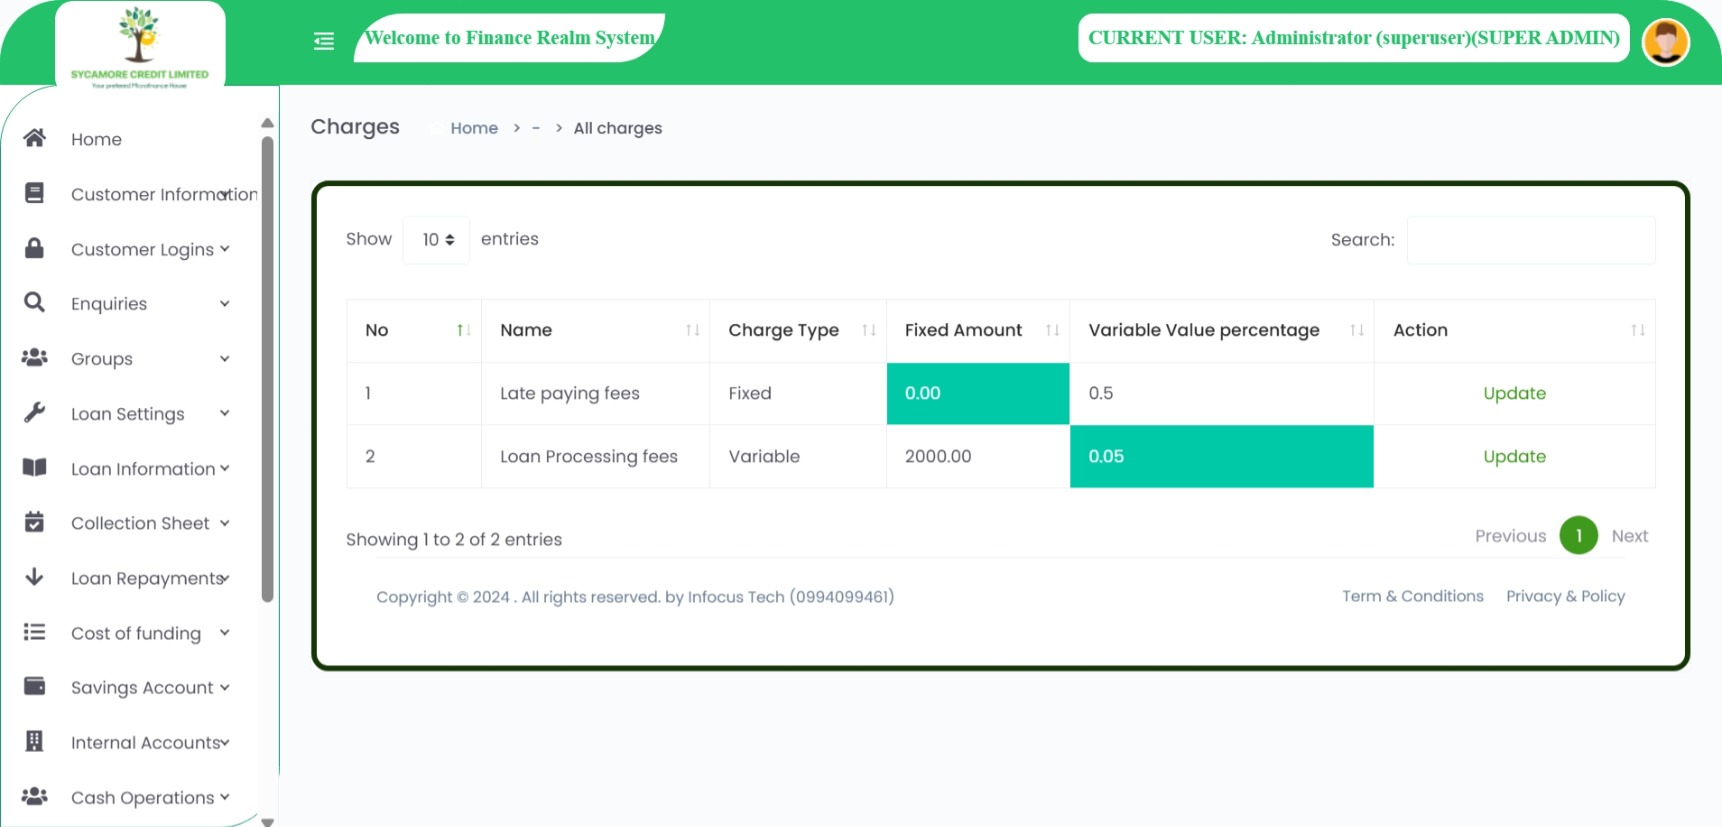 SYCAMORE CREDIT LIMITED
Your preferred Microfinance House
Welcome to Finance Realm System
CURRENT USER: Administrator (superuser)(SUPER ADMIN)
Home
Customer Information
Customer Logins
Enquiries
Groups
Loan Settings
Loan Information
Collection Sheet
Loan Repayments
Cost of funding
Savings Account
Internal Accounts
Cash Operations
Charges Home > - > All charges
Show 10 entries
Search:
No Name Charge Type Fixed Amount Variable Value percentage Action
1 Late paying fees Fixed 0.00 0.5 Update
2 Loan Processing fees Variable 2000.00 0.05 Update
Showing 1 to 2 of 2 entries
Previous 1 Next
Copyright © 2024 . All rights reserved. by Infocus Tech (0994099461)
Term & Conditions Privacy & Policy